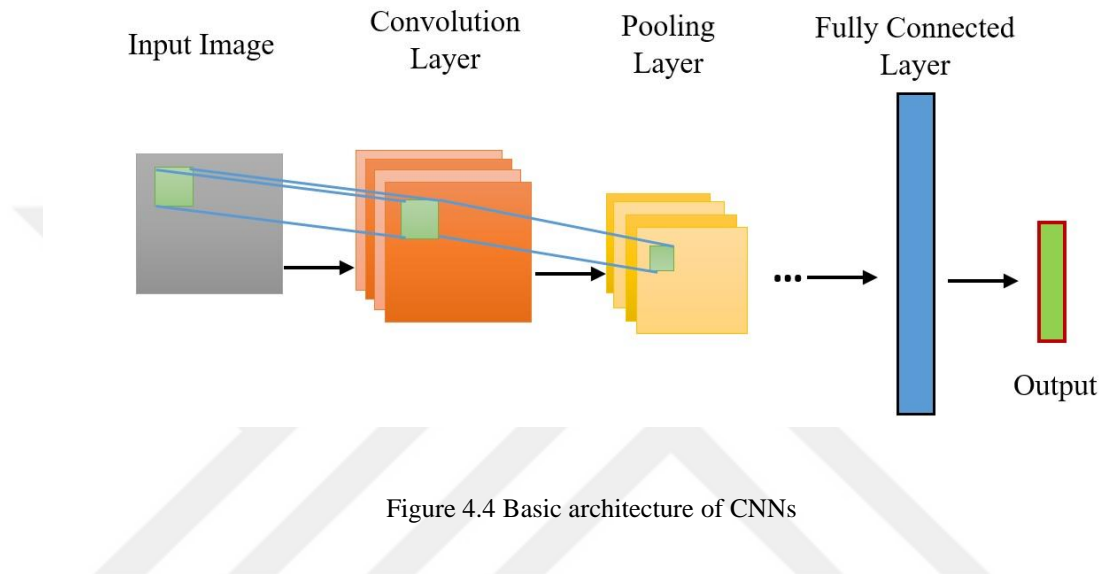 Input Image
Convolution
Layer
Pooling
Layer
Fully Connected
Layer
...
Output
Figure 4.4 Basic architecture of CNNs